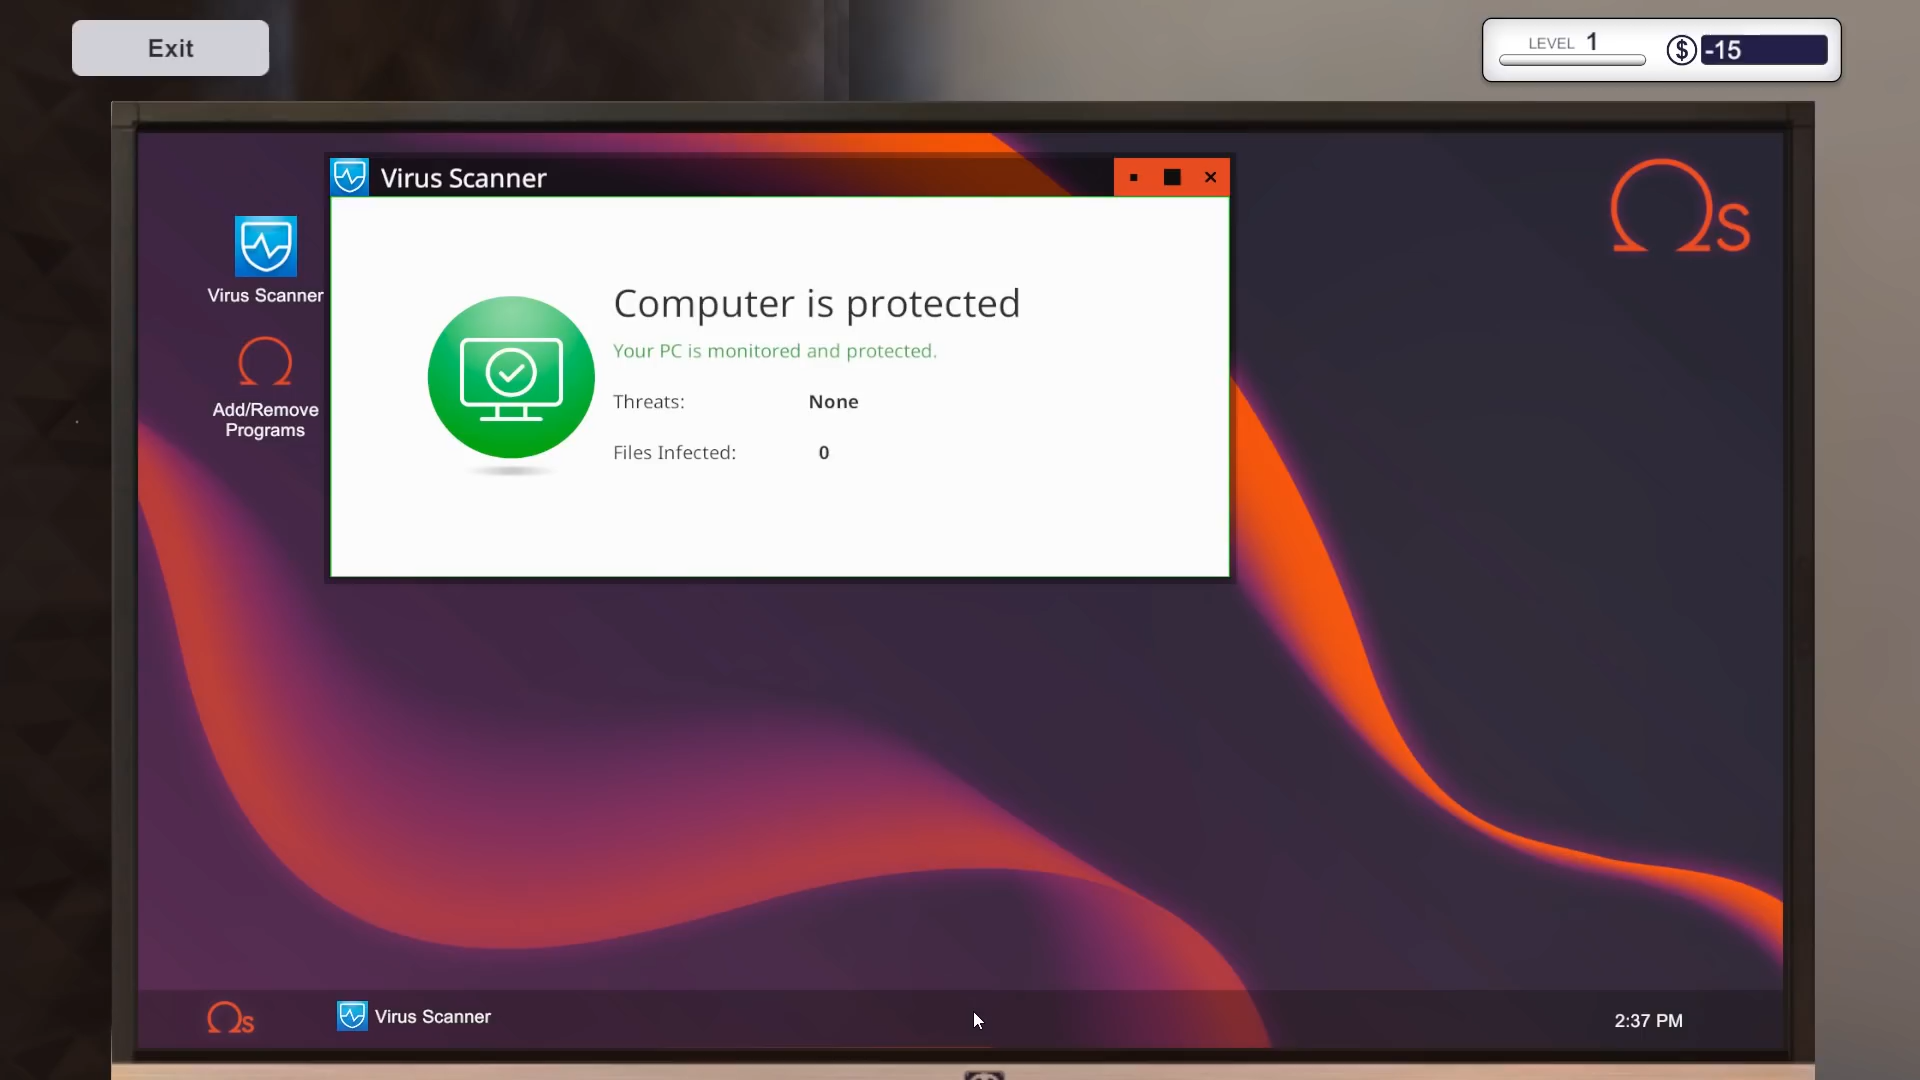 Exit
LEVEL 1
$ -15
Virus Scanner
Ωs
Virus Scanner
Add/Remove
Programs
Computer is protected
Your PC is monitored and protected.
Threats: None
Files Infected: 0
Ωs
Virus Scanner
2:37 PM